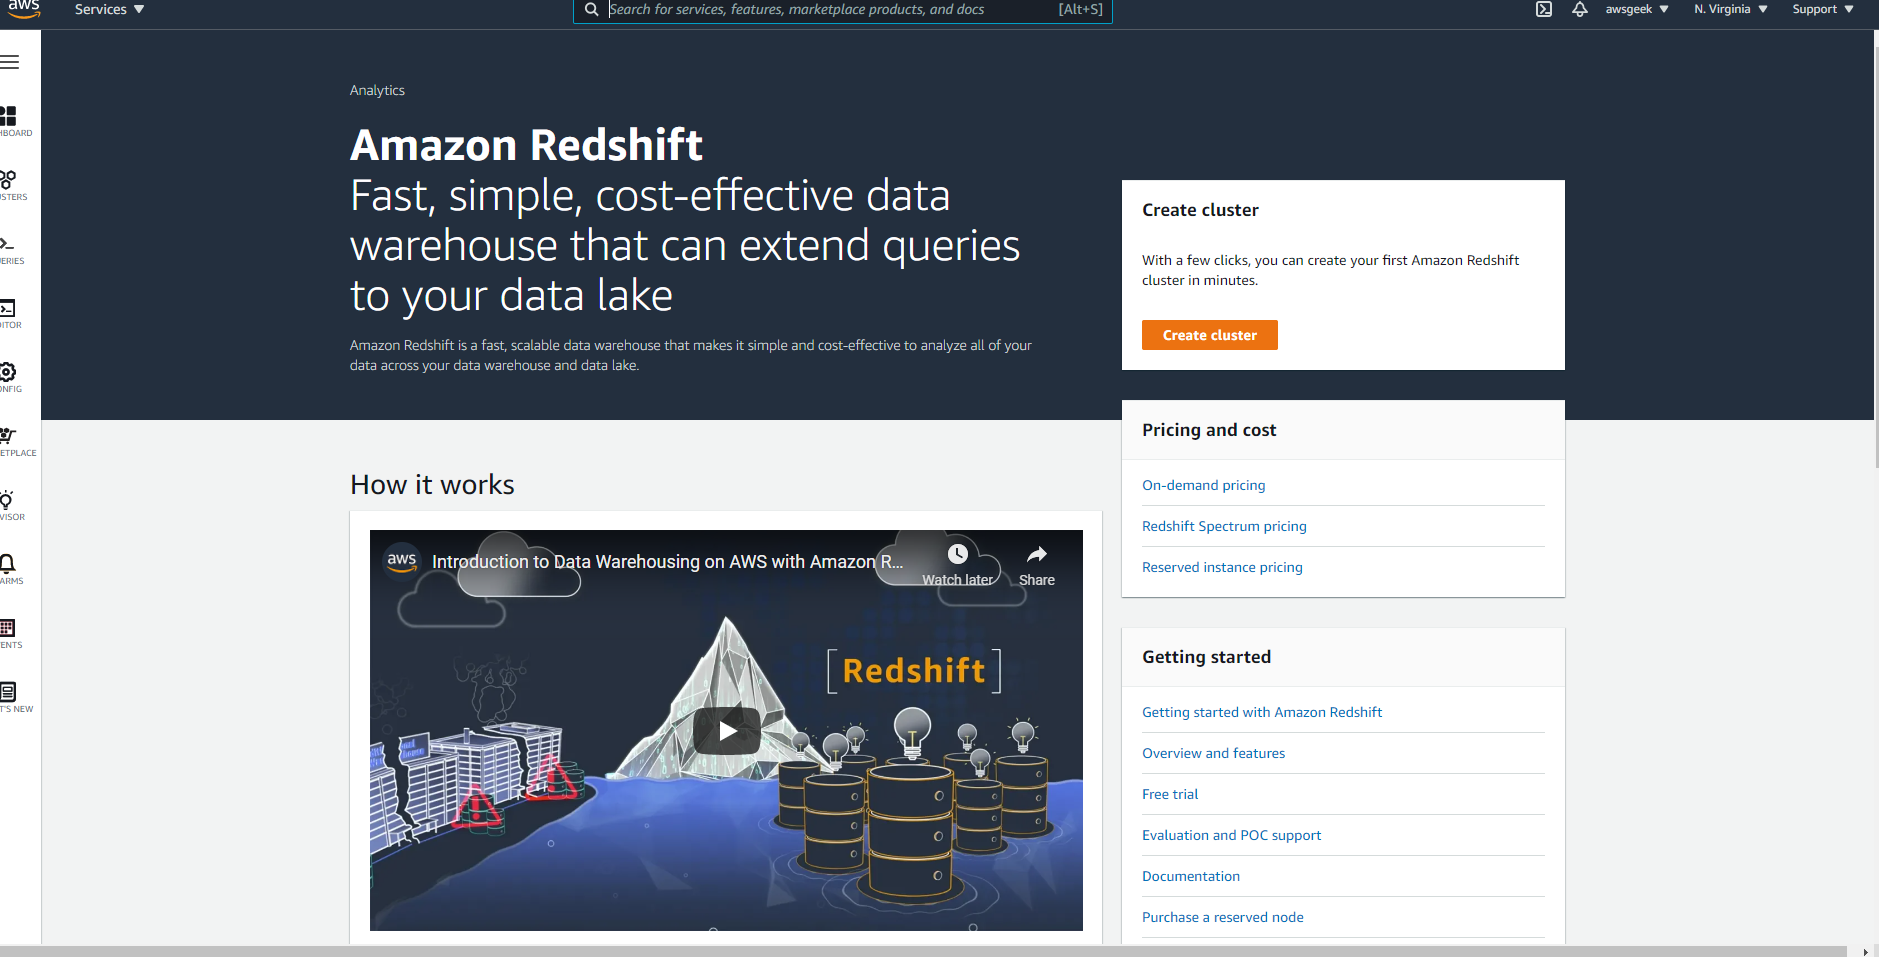 aws
Services
Search for services, features, marketplace products, and docs
[Alt+S]
awsgeek
N. Virginia
Support
HBOARD
USTERS
ERIES
ITOR
NFIG
ETPLACE
VISOR
ARMS
ENTS
T'S NEW
Analytics
Amazon Redshift
Fast, simple, cost-effective data
warehouse that can extend queries
to your data lake
Amazon Redshift is a fast, scalable data warehouse that makes it simple and cost-effective to analyze all of your
data across your data warehouse and data lake.
Create cluster
With a few clicks, you can create your first Amazon Redshift
cluster in minutes.
Create cluster
How it works
aws
Introduction to Data Warehousing on AWS with Amazon R...
Watch later
Share
[Redshift]
Pricing and cost
On-demand pricing
Redshift Spectrum pricing
Reserved instance pricing
Getting started
Getting started with Amazon Redshift
Overview and features
Free trial
Evaluation and POC support
Documentation
Purchase a reserved node